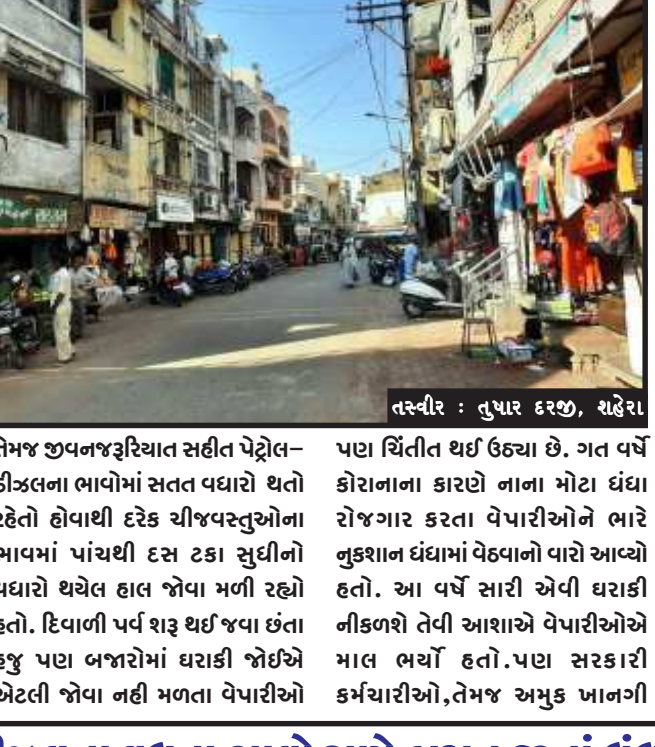 તસ્વીર : તુષાર દરજી, શહેરા
તેમજ જીવનજરૂરિયાત સહીત પેટ્રોલ–
ડીઝલના ભાવોમાં સતત વધારો થતો
રહેતો હોવાથી દરેક ચીજવસ્તુઓના
ભાવમાં પાંચથી દસ ટકા સુધીનો
વધારો થયેલ હાલ જોવા મળી રહ્યો
હતો. દિવાળી પર્વ શરૂ થઈ જવા છંતા
હજુ પણ બજારોમાં ઘરાકી જોઈએ
એટલી જોવા નહી મળતા વેપારીઓ
પણ ચિંતીત થઈ ઉઠ્યા છે. ગત વર્ષે
કોરાનાના કારણે નાના મોટા ધંધા
રોજગાર કરતા વેપારીઓને ભારે
નુકશાન ધંધામાં વેઠવાનો વારો આવ્યો
હતો. આ વર્ષે સારી એવી ઘરાકી
નીકળશે તેવી આશાએ વેપારીઓએ
માલ ભર્યો હતો.પણ સરકારી
કર્મચારીઓ,તેમજ અમુક ખાનગી